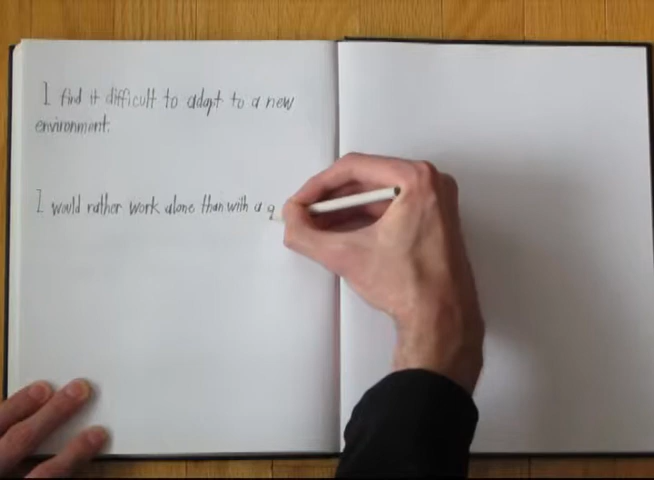 I find it difficult to adapt to a new
environment.
I would rather work alone than with a g